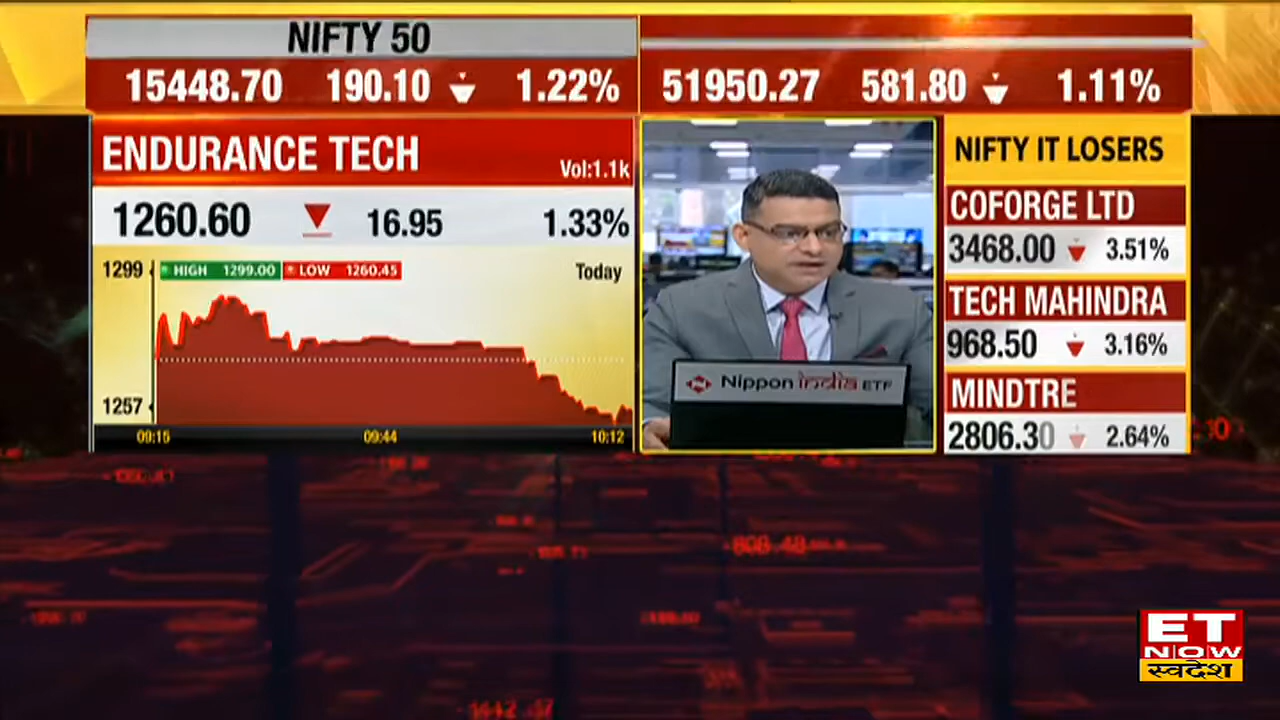 NIFTY 50
15448.70 190.10 1.22%
51950.27 581.80 1.11%
ENDURANCE TECH
Vol:1.1k
1260.60 16.95 1.33%
1299
HIGH 1299.00 LOW 1260.45
Today
1257
09:15 09:44 10:12
Nippon india ETF
NIFTY IT LOSERS
COFORGE LTD
3468.00 3.51%
TECH MAHINDRA
968.50 3.16%
MINDTRE
2806.30 2.64%
ET
NOW
स्वदेश